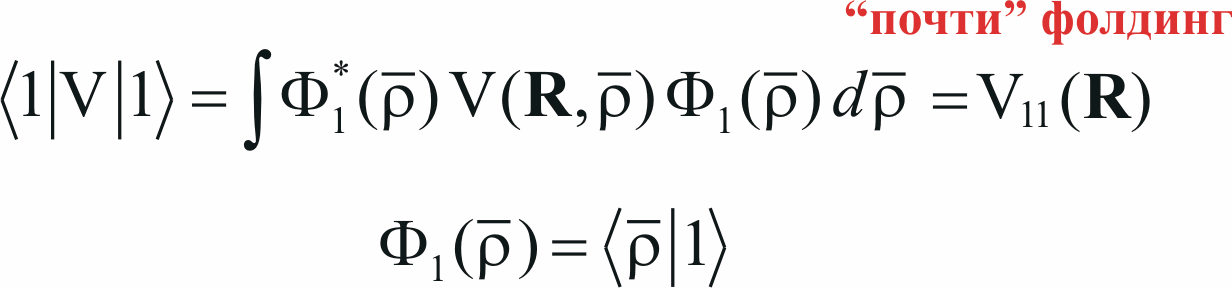 “почти” фолдинг
⟨1|V|1⟩ = ∫ Φ₁*(ρ̅) V(R, ρ̅) Φ₁(ρ̅) dρ̅ = V₁₁(R)
Φ₁(ρ̅) = ⟨ρ̅|1⟩